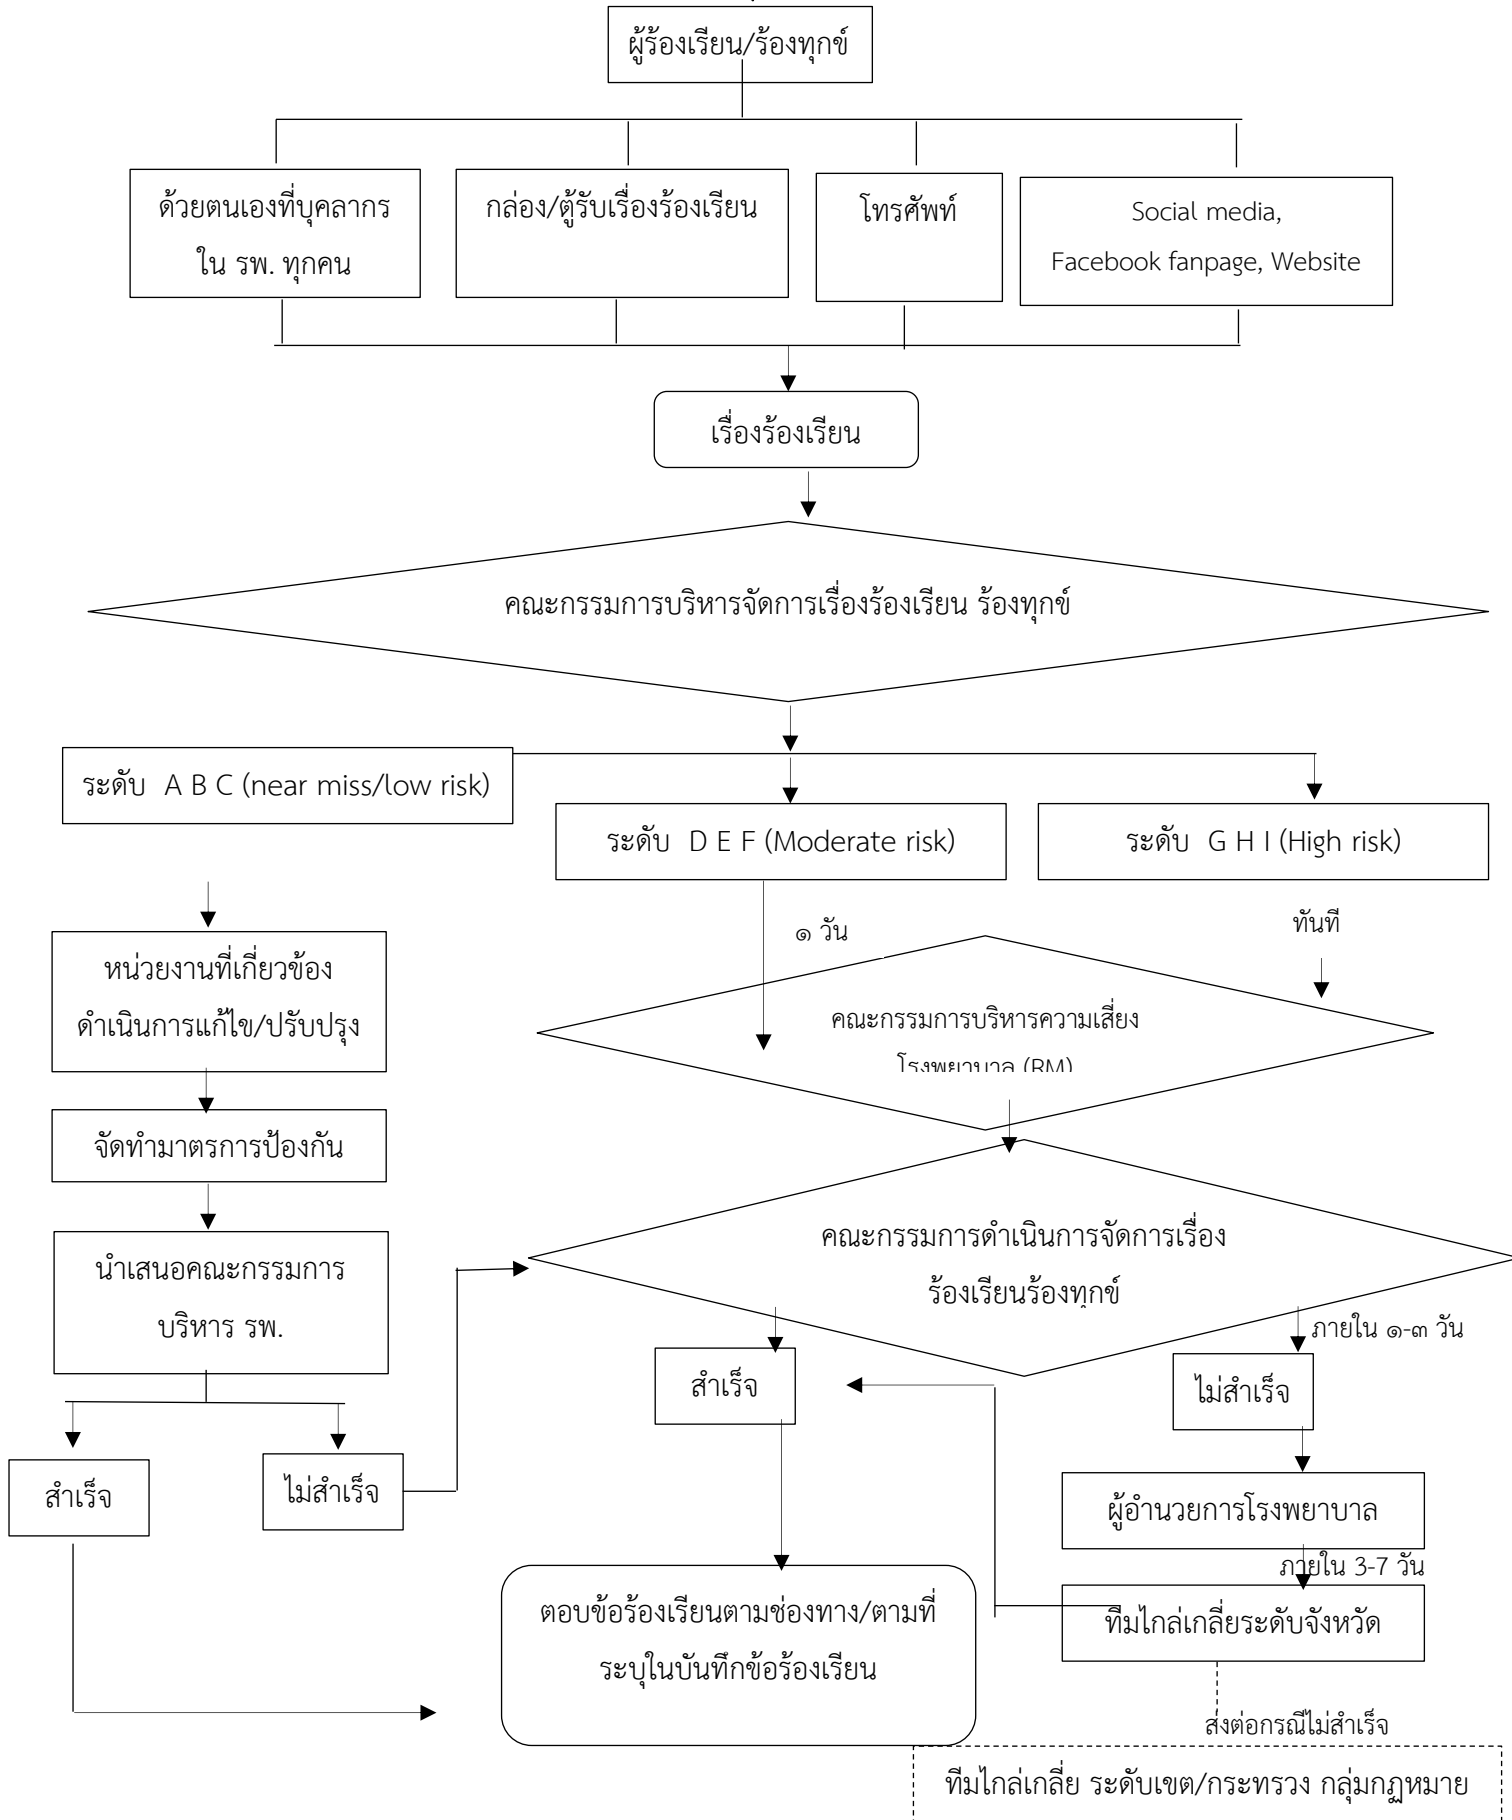 ผู้ร้องเรียน/ร้องทุกข์
ด้วยตนเองที่บุคลากร
ใน รพ. ทุกคน
กล่อง/ตู้รับเรื่องร้องเรียน
โทรศัพท์
Social media,
Facebook fanpage, Website
เรื่องร้องเรียน
คณะกรรมการบริหารจัดการเรื่องร้องเรียน ร้องทุกข์
ระดับ A B C (near miss/low risk)
ระดับ D E F (Moderate risk)
ระดับ G H I (High risk)
๑ วัน
ทันที
หน่วยงานที่เกี่ยวข้อง
ดำเนินการแก้ไข/ปรับปรุง
คณะกรรมการบริหารความเสี่ยง
โรงพยาบาล (RM)
จัดทำมาตรการป้องกัน
นำเสนอคณะกรรมการ
บริหาร รพ.
คณะกรรมการดำเนินการจัดการเรื่อง
ร้องเรียนร้องทุกข์
ภายใน ๑-๓ วัน
สำเร็จ
ไม่สำเร็จ
สำเร็จ
ไม่สำเร็จ
ผู้อำนวยการโรงพยาบาล
ภายใน 3-7 วัน
ตอบข้อร้องเรียนตามช่องทาง/ตามที่
ระบุในบันทึกข้อร้องเรียน
ทีมไกล่เกลี่ยระดับจังหวัด
ส่งต่อกรณีไม่สำเร็จ
ทีมไกล่เกลี่ย ระดับเขต/กระทรวง กลุ่มกฎหมาย